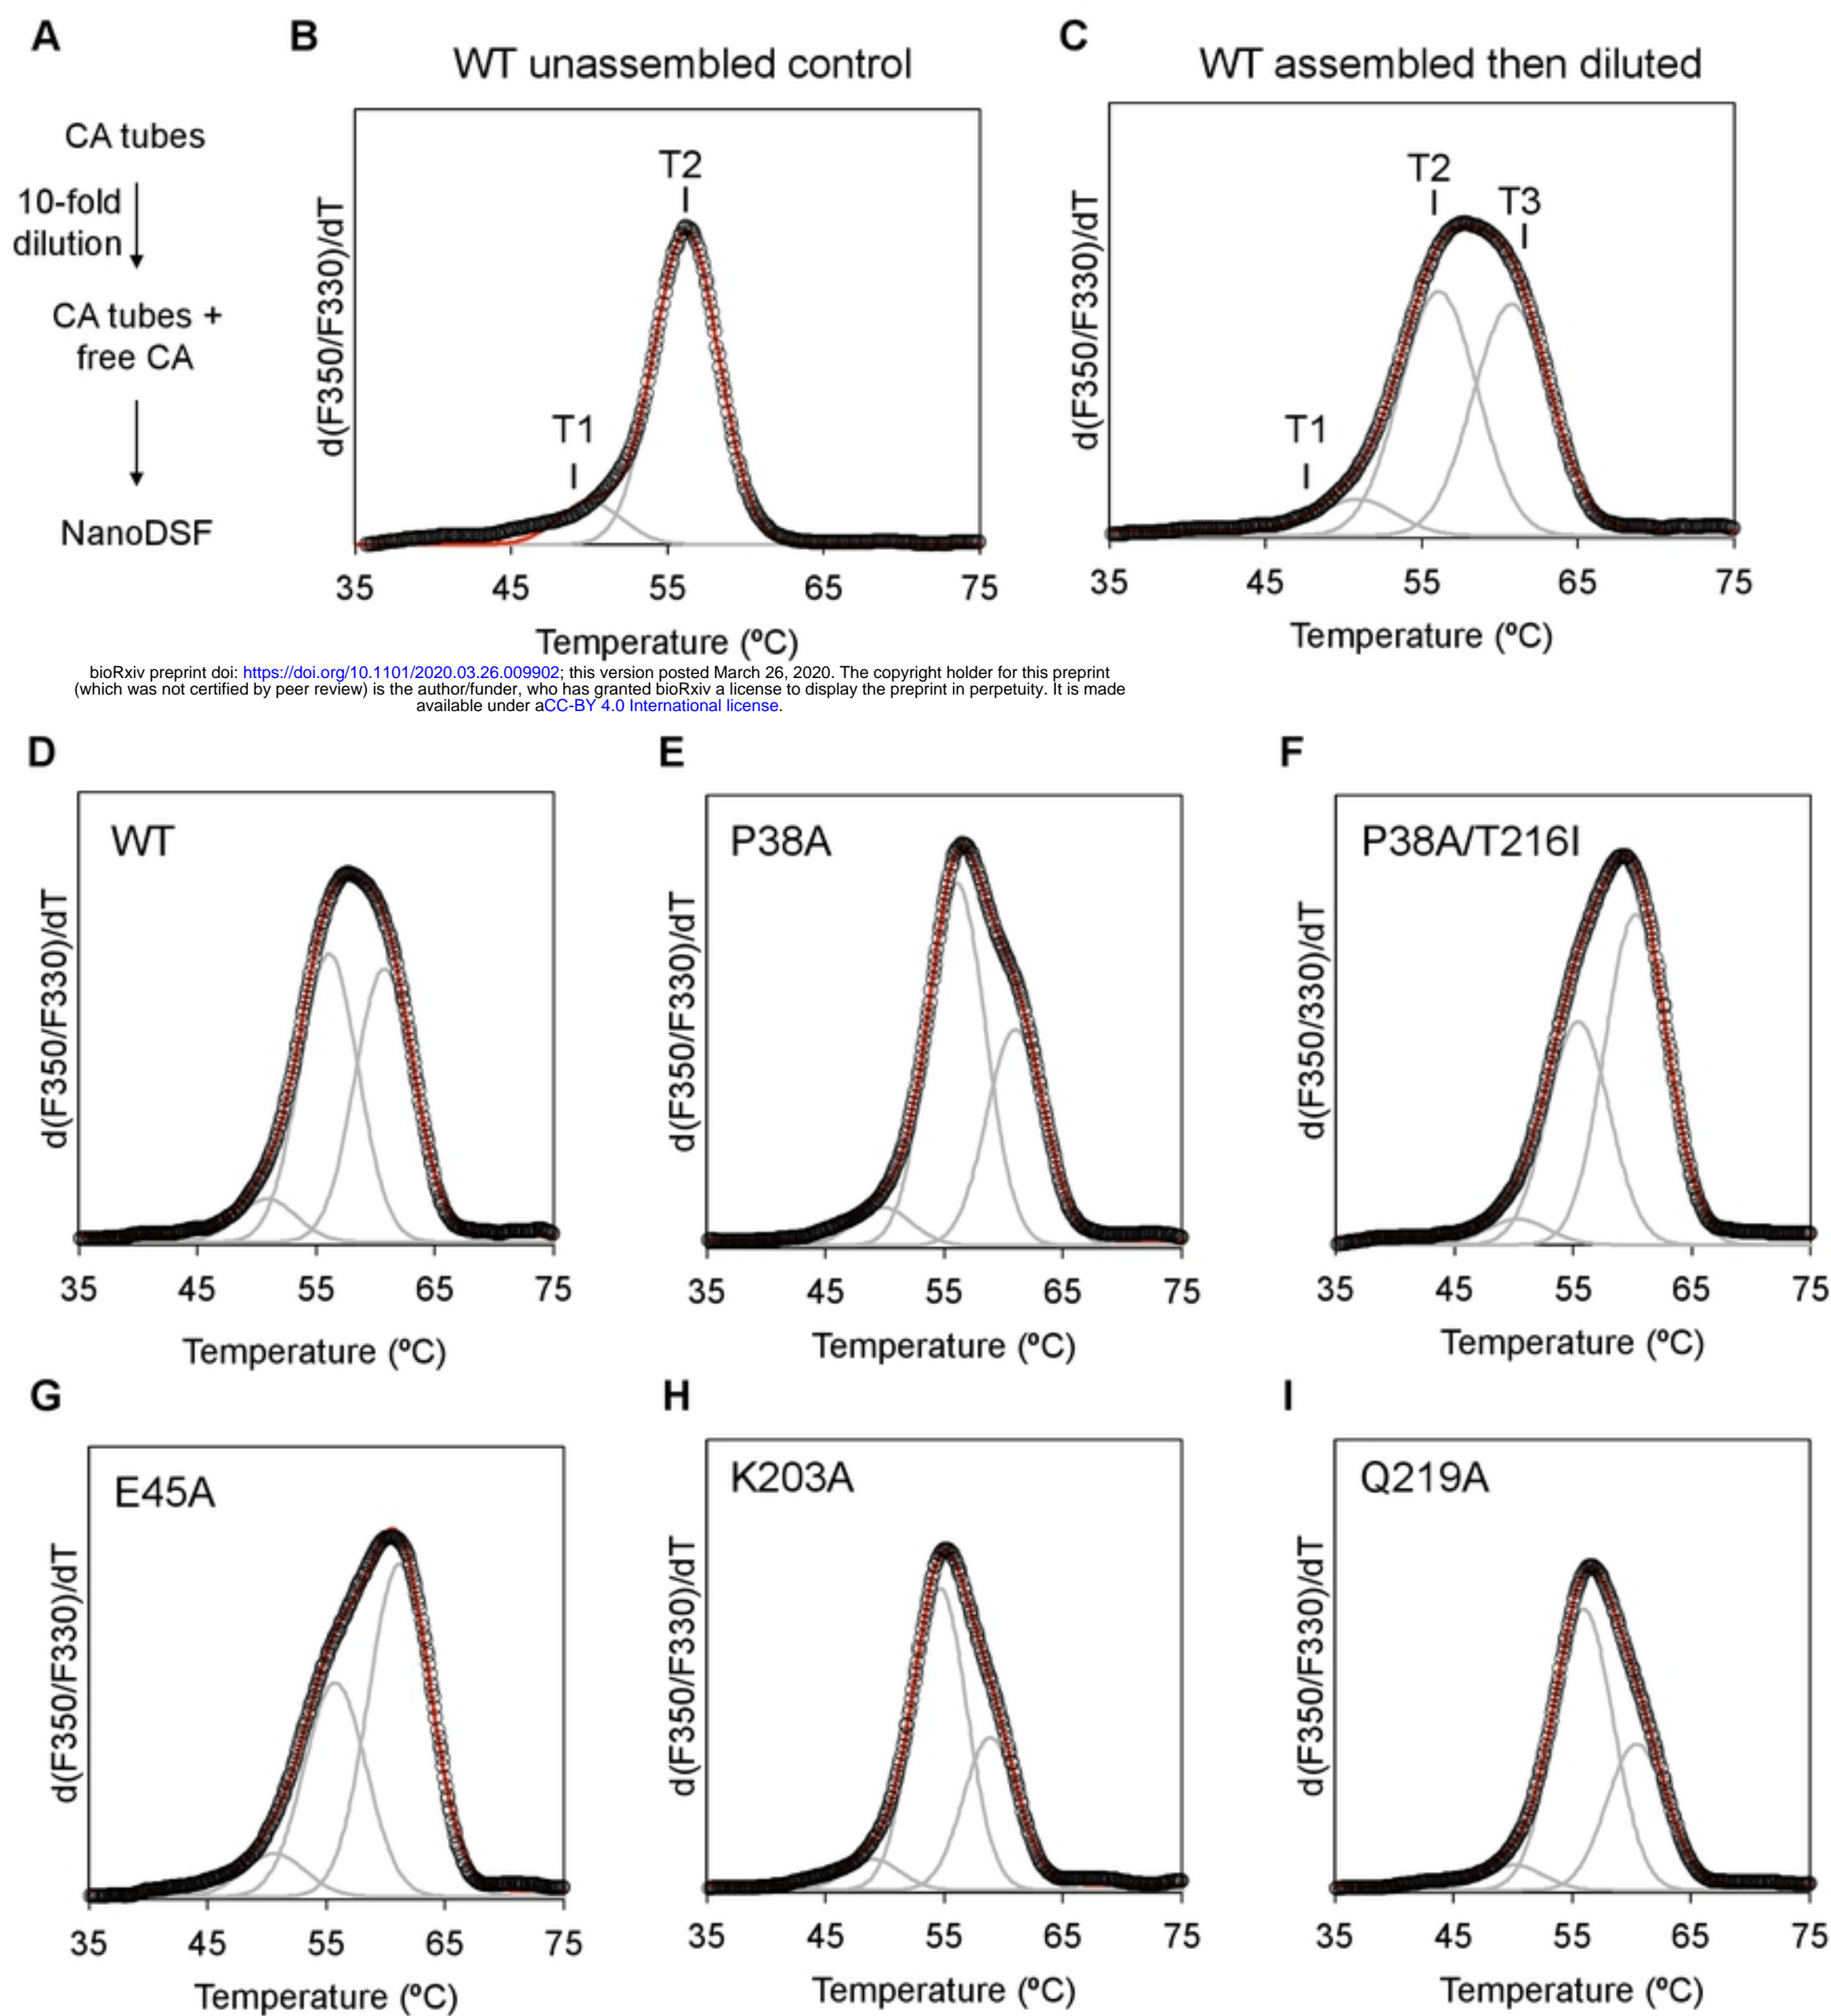 A
CA tubes
10-fold
dilution
CA tubes +
free CA
NanoDSF
B
WT unassembled control
d(F350/F330)/dT
T1
T2
35 45 55 65 75
Temperature (ºC)
C
WT assembled then diluted
d(F350/F330)/dT
T1
T2
T3
35 45 55 65 75
Temperature (ºC)
bioRxiv preprint doi: https://doi.org/10.1101/2020.03.26.009902; this version posted March 26, 2020. The copyright holder for this preprint
(which was not certified by peer review) is the author/funder, who has granted bioRxiv a license to display the preprint in perpetuity. It is made
available under aCC-BY 4.0 International license.
D
WT
d(F350/F330)/dT
35 45 55 65 75
Temperature (ºC)
E
P38A
d(F350/F330)/dT
35 45 55 65 75
Temperature (ºC)
F
P38A/T216I
d(F350/330)/dT
35 45 55 65 75
Temperature (ºC)
G
E45A
d(F350/F330)/dT
35 45 55 65 75
Temperature (ºC)
H
K203A
d(F350/F330)/dT
35 45 55 65 75
Temperature (ºC)
I
Q219A
d(F350/F330)/dT
35 45 55 65 75
Temperature (ºC)